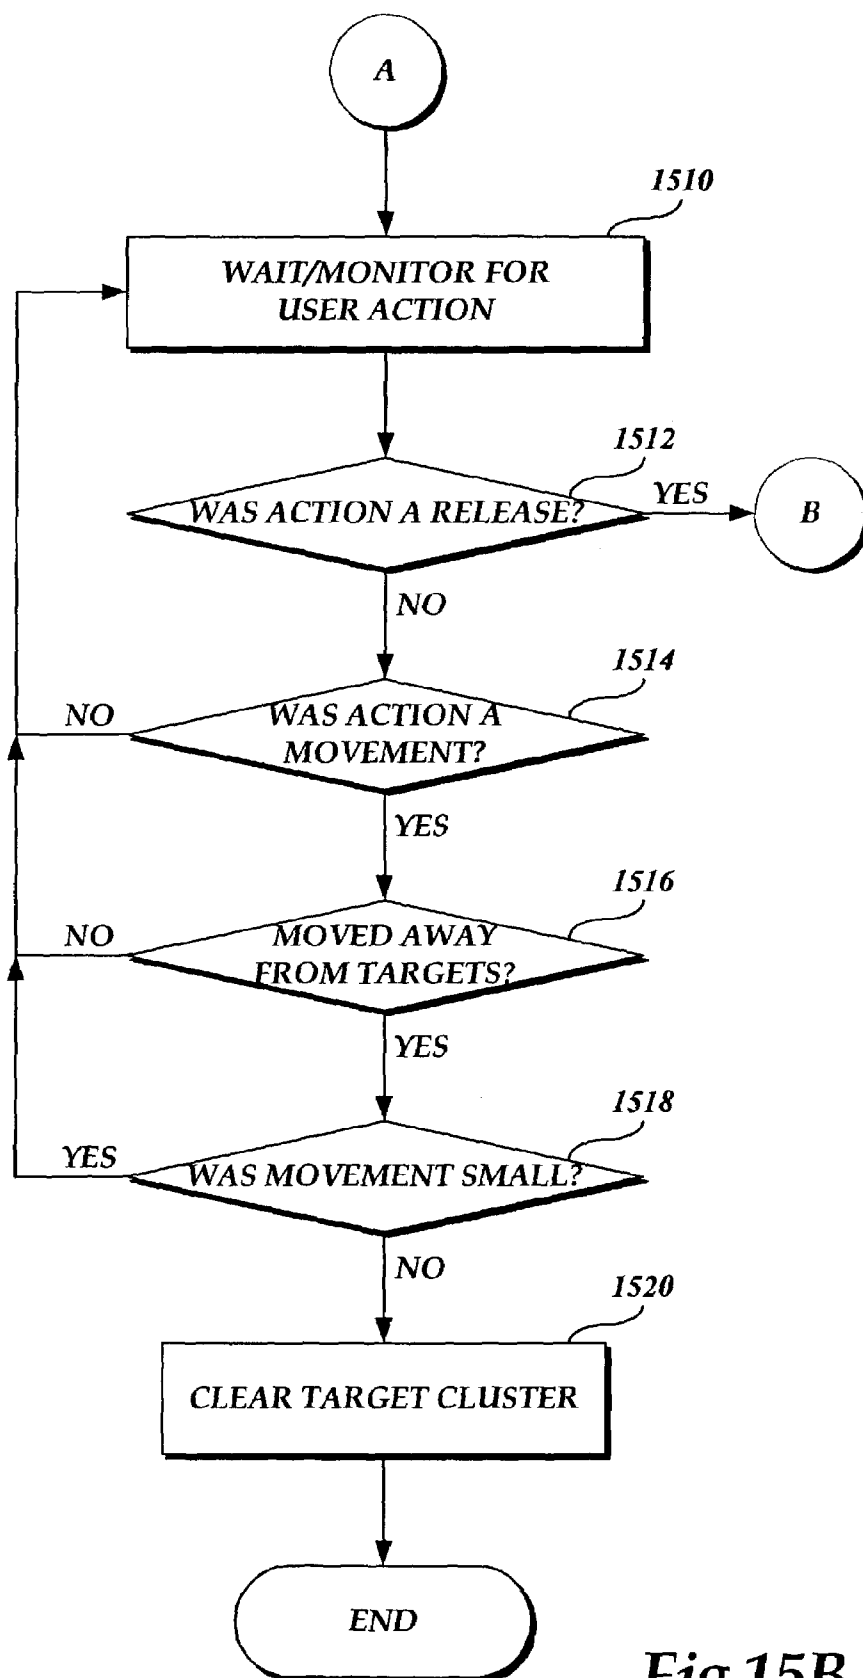 A
1510
WAIT/MONITOR FOR
USER ACTION
1512
WAS ACTION A RELEASE?
YES
B
NO
1514
NO
WAS ACTION A
MOVEMENT?
YES
1516
NO
MOVED AWAY
FROM TARGETS?
YES
1518
YES
WAS MOVEMENT SMALL?
NO
1520
CLEAR TARGET CLUSTER
END
Fig.15B